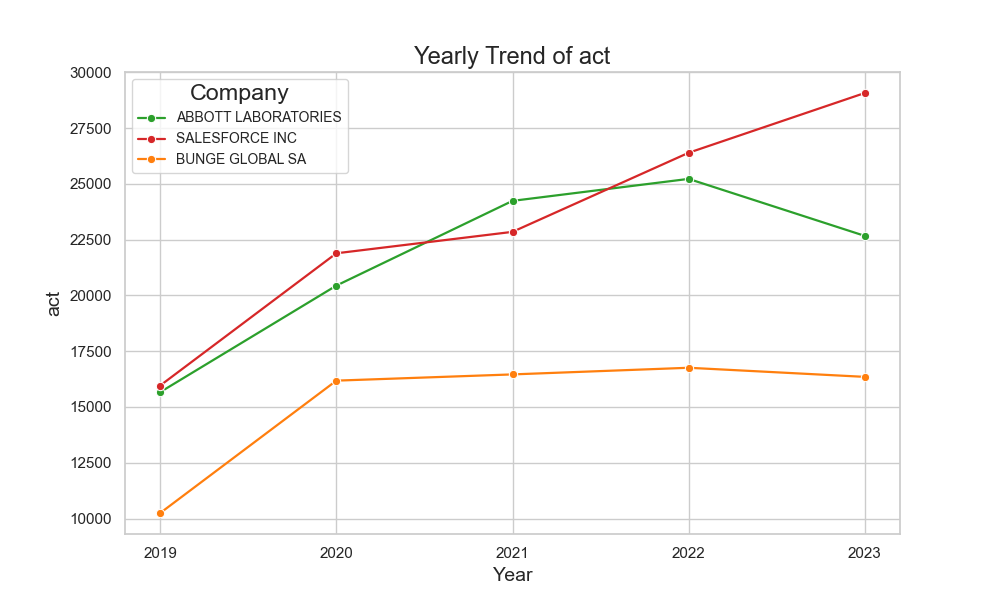 Yearly Trend of act
Company
ABBOTT LABORATORIES
SALESFORCE INC
BUNGE GLOBAL SA
30000
27500
25000
22500
20000
17500
15000
12500
10000
act
2019 2020 2021 2022 2023
Year